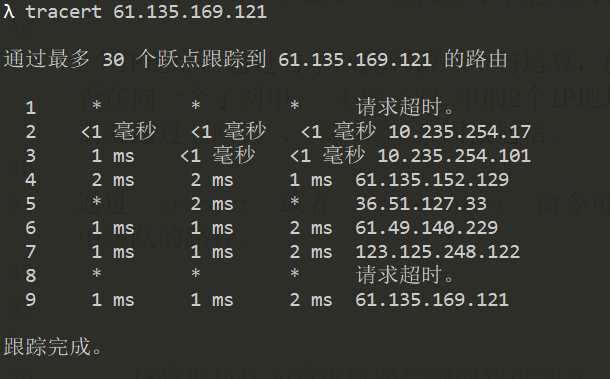 λ tracert 61.135.169.121
通过最多 30 个跃点跟踪到 61.135.169.121 的路由
1 * * * 请求超时。
2 <1 毫秒 <1 毫秒 <1 毫秒 10.235.254.17
3 1 ms <1 毫秒 <1 毫秒 10.235.254.101
4 2 ms 2 ms 1 ms 61.135.152.129
5 * 2 ms * 36.51.127.33
6 1 ms 1 ms 2 ms 61.49.140.229
7 1 ms 1 ms 2 ms 123.125.248.122
8 * * * 请求超时。
9 1 ms 1 ms 2 ms 61.135.169.121
跟踪完成。